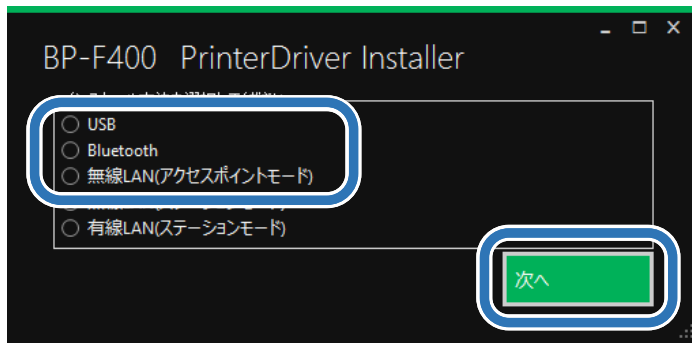 BP-F400 PrinterDriver Installer
USB
Bluetooth
無線LAN(アクセスポイントモード)
有線LAN(ステーションモード)
次へ